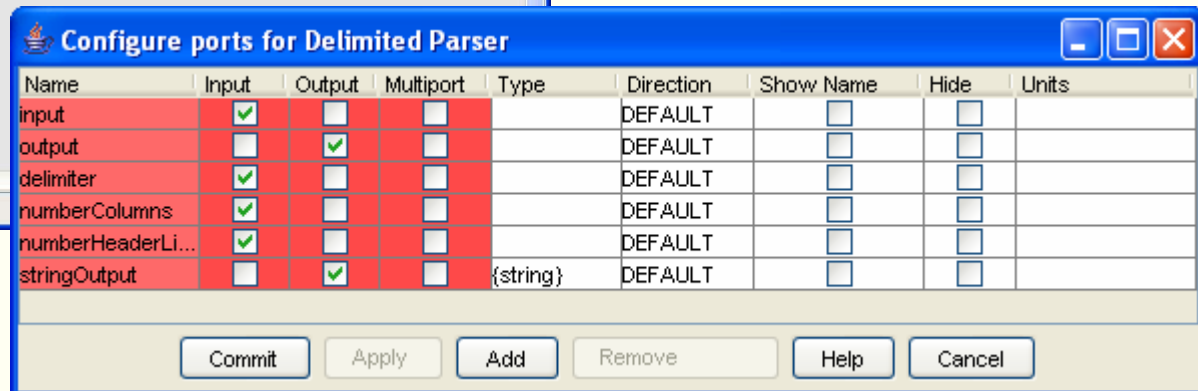 Configure ports for Delimited Parser
Name Input Output Multiport Type Direction Show Name Hide Units
input DEFAULT
output DEFAULT
delimiter DEFAULT
numberColumns DEFAULT
numberHeaderLi... DEFAULT
stringOutput {string} DEFAULT
Commit Apply Add Remove Help Cancel